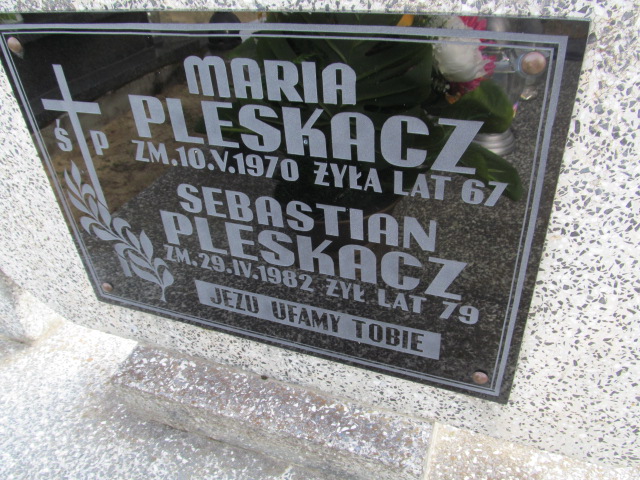 Ś P
MARIA
PLESKACZ
ZM.10.V.1970 ŻYŁA LAT 67
SEBASTIAN
PLESKACZ
ZM.29.IV.1982 ŻYŁ LAT 79
JEZU UFAMY TOBIE